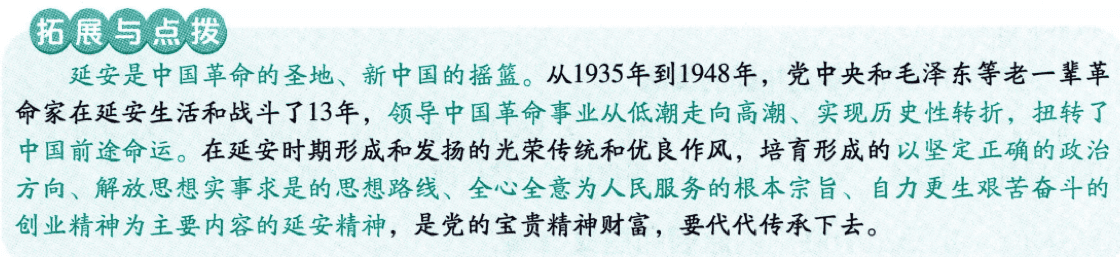 拓展与点拨
延安是中国革命的圣地、新中国的摇篮。从1935年到1948年，党中央和毛泽东等老一辈革
命家在延安生活和战斗了13年，领导中国革命事业从低潮走向高潮、实现历史性转折，扭转了
中国前途命运。在延安时期形成和发扬的光荣传统和优良作风，培育形成的以坚定正确的政治
方向、解放思想实事求是的思想路线、全心全意为人民服务的根本宗旨、自力更生艰苦奋斗的
创业精神为主要内容的延安精神，是党的宝贵精神财富，要代代传承下去。